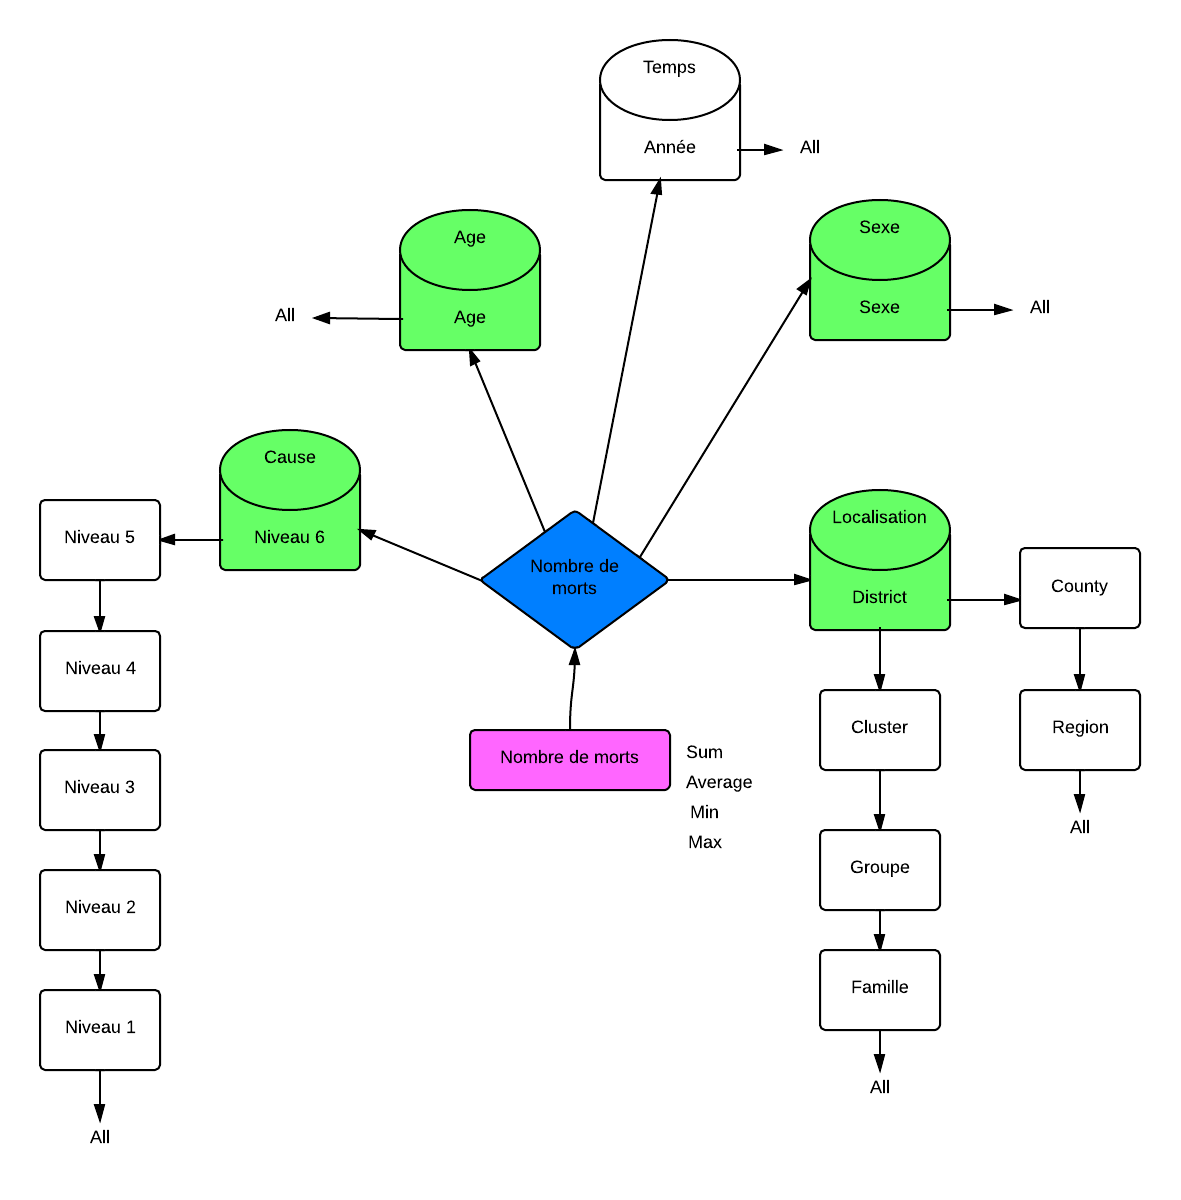 Temps
Année
All
Age
Age
All
Sexe
Sexe
All
Cause
Niveau 6
Niveau 5
Niveau 4
Niveau 3
Niveau 2
Niveau 1
All
Nombre de
morts
Nombre de morts
Sum
Average
Min
Max
Localisation
District
County
Region
All
Cluster
Groupe
Famille
All